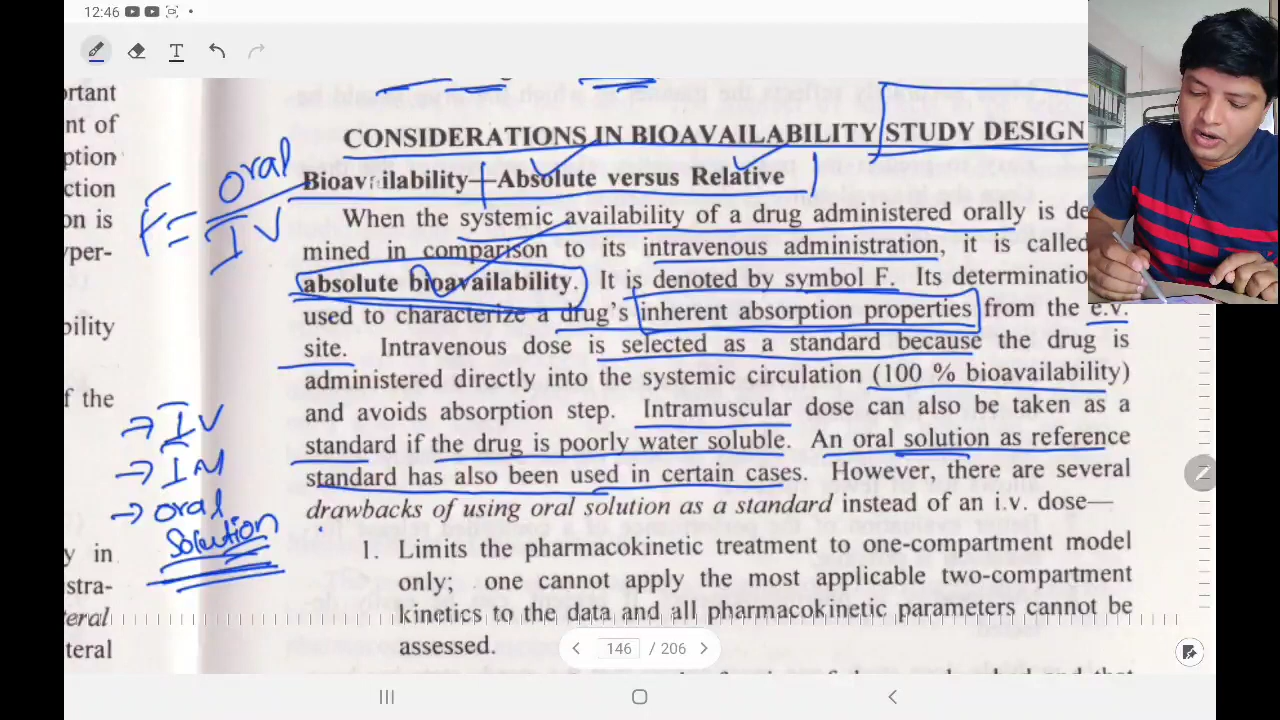 12:46
T
ortant
nt of
ption
ction
on is
yper-
bility
f the
y in
stra-
teral
teral
F = Oral
IV
→ IV
→ IM
→ oral
solution
CONSIDERATIONS IN BIOAVAILABILITY STUDY DESIGN
Bioavailability—Absolute versus Relative
When the systemic availability of a drug administered orally is de
mined in comparison to its intravenous administration, it is called
absolute bioavailability. It is denoted by symbol F. Its determinatio
used to characterize a drug's inherent absorption properties from the e.v.
site. Intravenous dose is selected as a standard because the drug is
administered directly into the systemic circulation (100 % bioavailability)
and avoids absorption step. Intramuscular dose can also be taken as a
standard if the drug is poorly water soluble. An oral solution as reference
standard has also been used in certain cases. However, there are several
drawbacks of using oral solution as a standard instead of an i.v. dose—
1. Limits the pharmacokinetic treatment to one-compartment model
only; one cannot apply the most applicable two-compartment
kinetics to the data and all pharmacokinetic parameters cannot be
assessed.
146 / 206